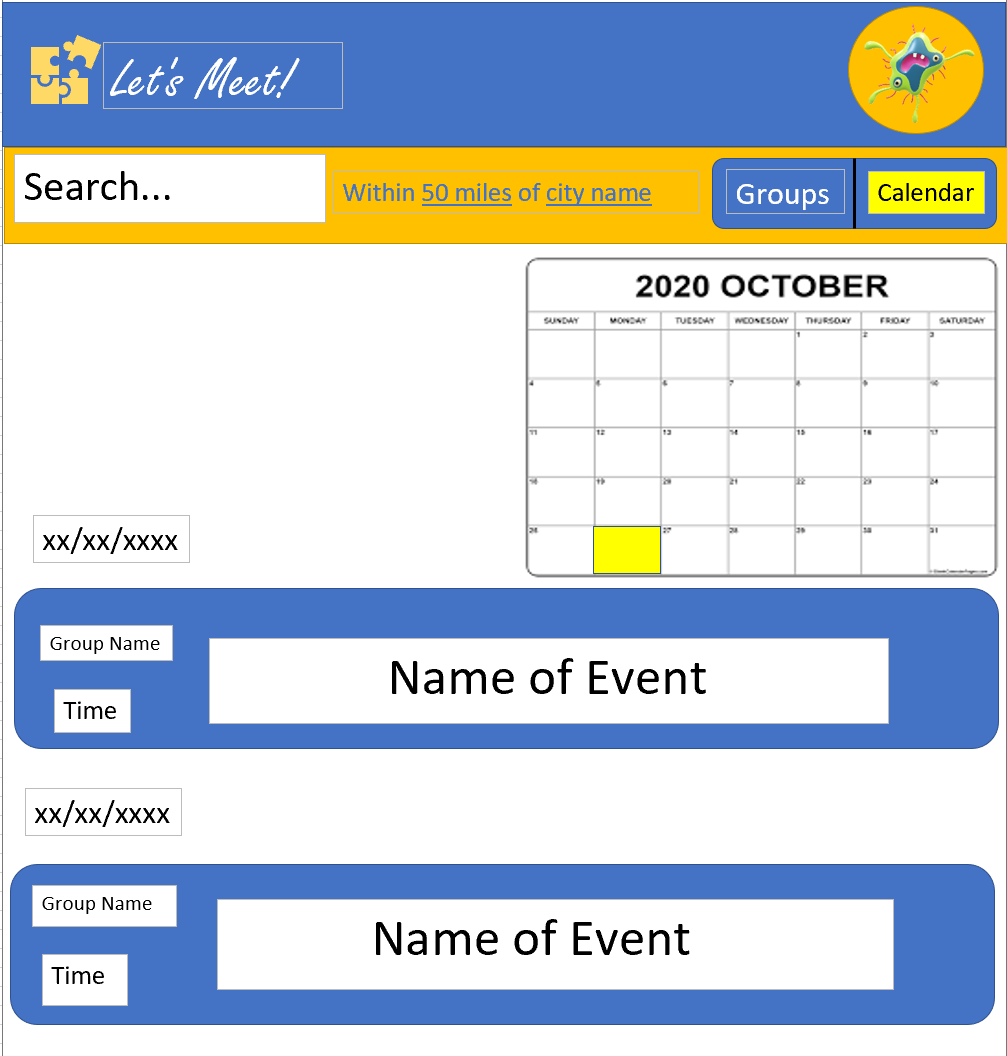 Let's Meet!
Search...
Within 50 miles of city name
Groups
Calendar
2020 OCTOBER
SUNDAY MONDAY TUESDAY WEDNESDAY THURSDAY FRIDAY SATURDAY
1 2 3
4 5 6 7 8 9 10
11 12 13 14 15 16 17
18 19 20 21 22 23 24
25 27 28 29 30 31
xx/xx/xxxx
Group Name
Name of Event
Time
xx/xx/xxxx
Group Name
Name of Event
Time